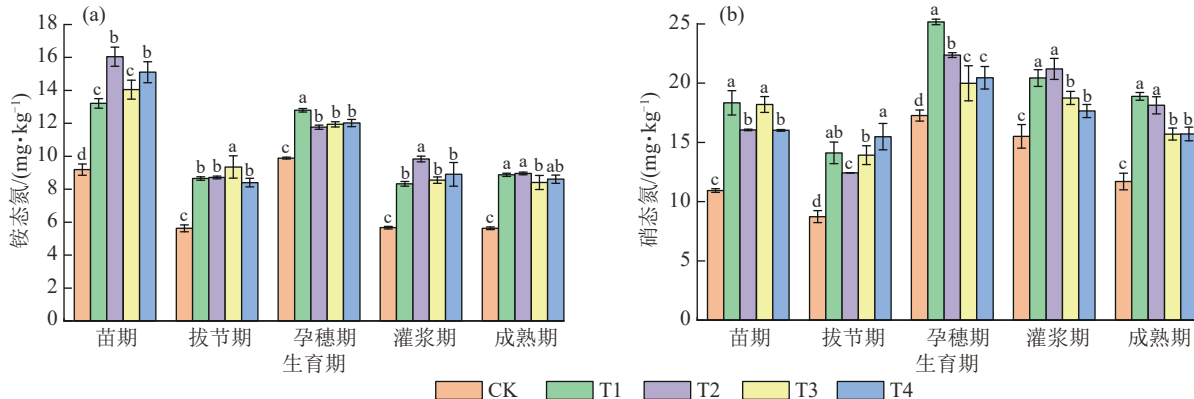 (a)
铵态氮/(mg·kg⁻¹)
18
16
14
12
10
8
6
4
2
0
d c b c b
c b b a b
c a b b b
c b a b b
c a a b ab
苗期 拔节期 孕穗期 灌浆期 成熟期
生育期
(b)
硝态氮/(mg·kg⁻¹)
25
20
15
10
5
0
c a b a b
d ab c b a
d a b c c
c a a b b
c a a b b
苗期 拔节期 孕穗期 灌浆期 成熟期
生育期
CK T1 T2 T3 T4